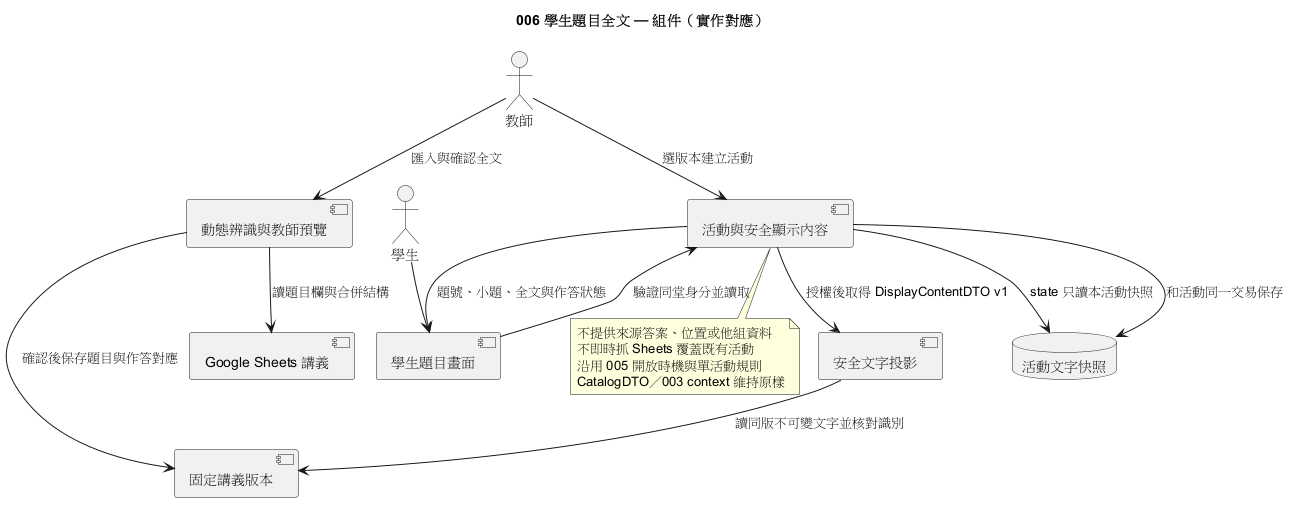 006 學生題目全文 — 組件（實作對應）
教師
匯入與確認全文
選版本建立活動
學生
動態辨識與教師預覽
活動與安全顯示內容
讀題目欄與合併結構
題號、小題、全文與作答狀態
驗證同堂身分並讀取
授權後取得 DisplayContentDTO v1
state 只讀本活動快照
和活動同一交易保存
確認後保存題目與作答對應
Google Sheets 講義
學生題目畫面
不提供來源答案、位置或他組資料
不即時抓 Sheets 覆蓋既有活動
沿用 005 開放時機與單活動規則
CatalogDTO／003 context 維持原樣
安全文字投影
活動文字快照
讀同版不可變文字並核對識別
固定講義版本